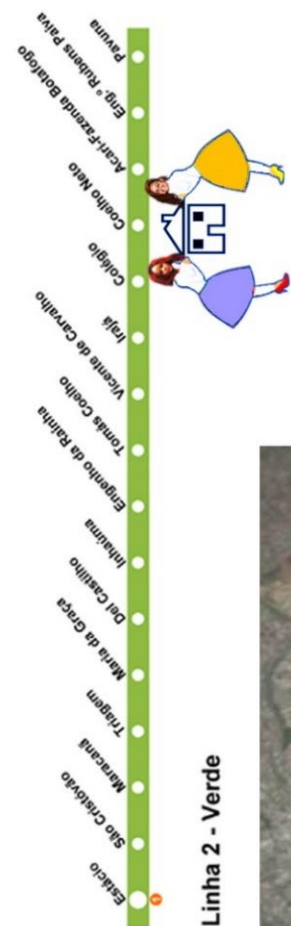 Estácio
São Cristóvão
Maracanã
Triagem
Maria da Graça
Del Castilho
Inhaúma
Engenho da Rainha
Tomás Coelho
Vicente de Carvalho
Irajá
Colégio
Coelho Neto
Acari-Fazenda Botafogo
Eng.º Rubens Paiva
Pavuna
1
Linha 2 - Verde